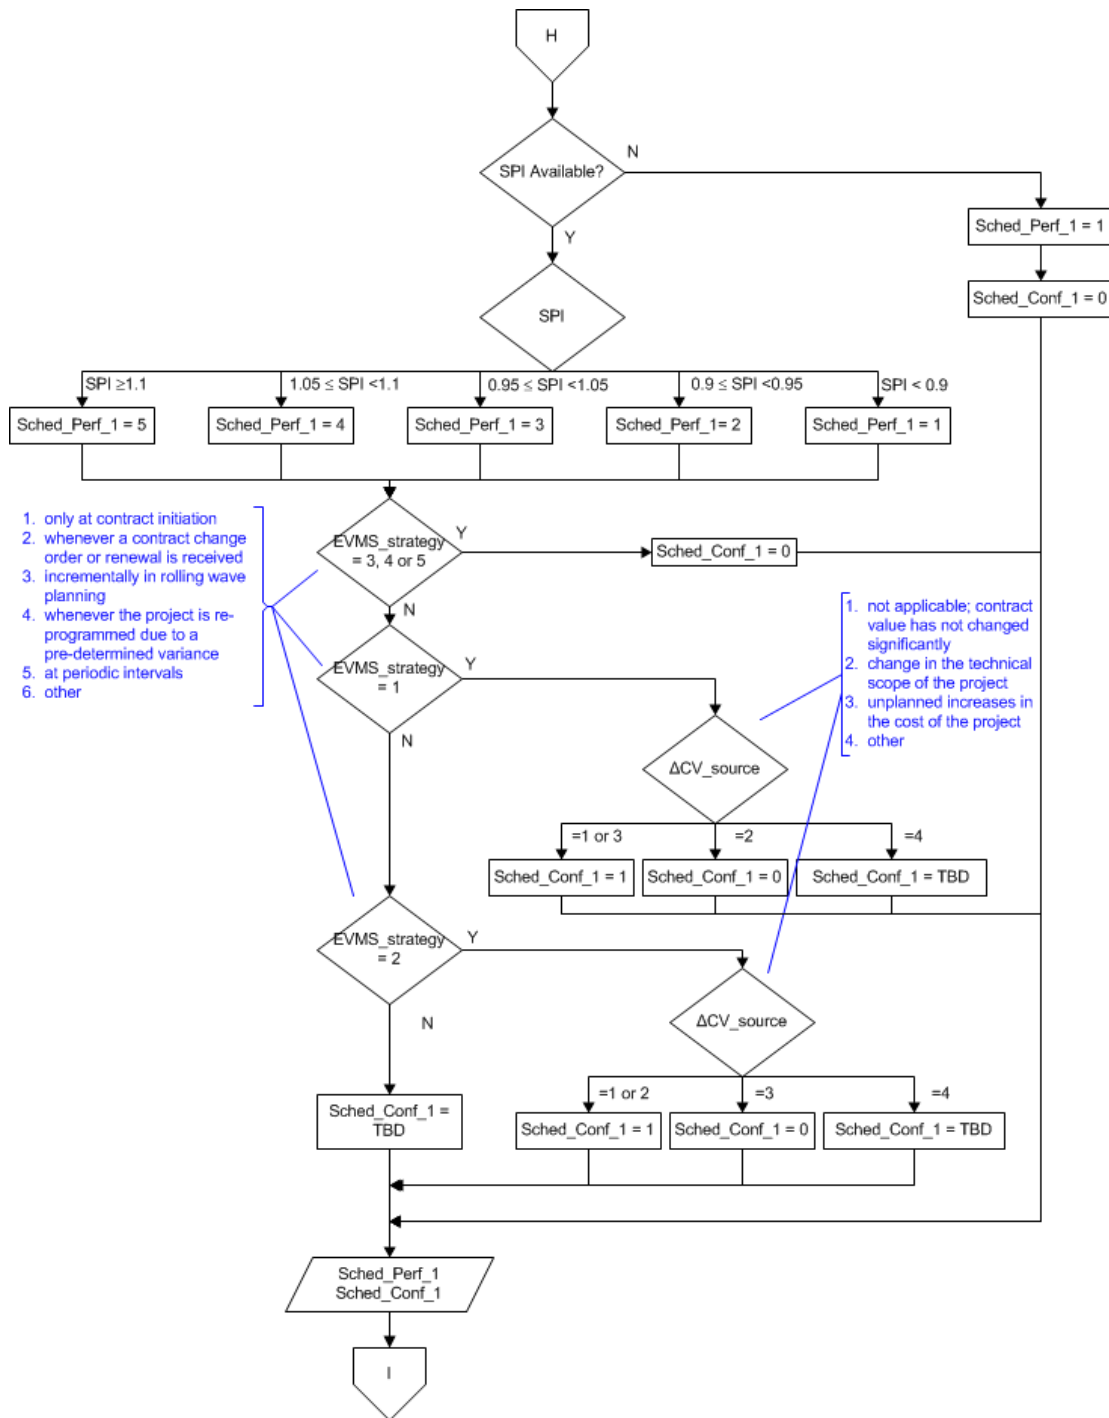 H
SPI Available?
N
Y
Sched_Perf_1 = 1
Sched_Conf_1 = 0
SPI
SPI ≥1.1
1.05 ≤ SPI <1.1
0.95 ≤ SPI <1.05
0.9 ≤ SPI <0.95
SPI < 0.9
Sched_Perf_1 = 5
Sched_Perf_1 = 4
Sched_Perf_1 = 3
Sched_Perf_1= 2
Sched_Perf_1 = 1
1. only at contract initiation
2. whenever a contract change
order or renewal is received
3. incrementally in rolling wave
planning
4. whenever the project is re-
programmed due to a
pre-determined variance
5. at periodic intervals
6. other
EVMS_strategy
= 3, 4 or 5
Y
Sched_Conf_1 = 0
N
EVMS_strategy
= 1
Y
N
1. not applicable; contract
value has not changed
significantly
2. change in the technical
scope of the project
3. unplanned increases in
the cost of the project
4. other
ΔCV_source
=1 or 3
=2
=4
Sched_Conf_1 = 1
Sched_Conf_1 = 0
Sched_Conf_1 = TBD
EVMS_strategy
= 2
Y
N
ΔCV_source
=1 or 2
=3
=4
Sched_Conf_1 =
TBD
Sched_Conf_1 = 1
Sched_Conf_1 = 0
Sched_Conf_1 = TBD
Sched_Perf_1
Sched_Conf_1
I